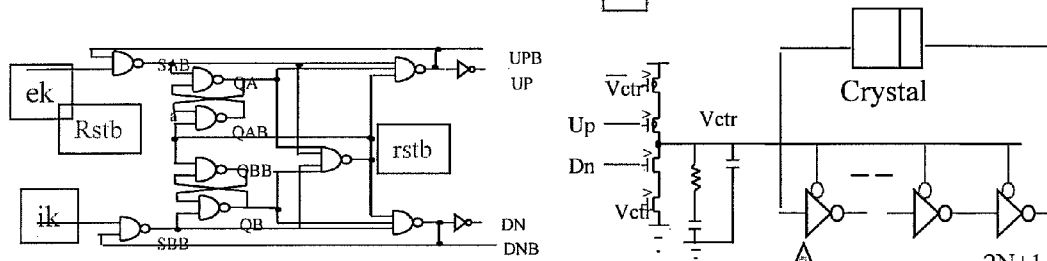 UPB
SAB
UP
ek
QA
Rstb
a
QAB
rstb
QBB
ik
QB
DN
SBB
DNB
Crystal
Vctr
Up
Vctr
Dn
Vctr
2N+1